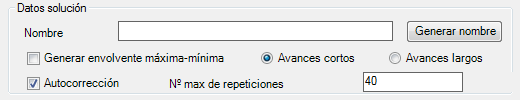 Datos solución
Nombre Generar nombre
Generar envolvente máxima-mínima Avances cortos Avances largos
Autocorrección Nº max de repeticiones 40